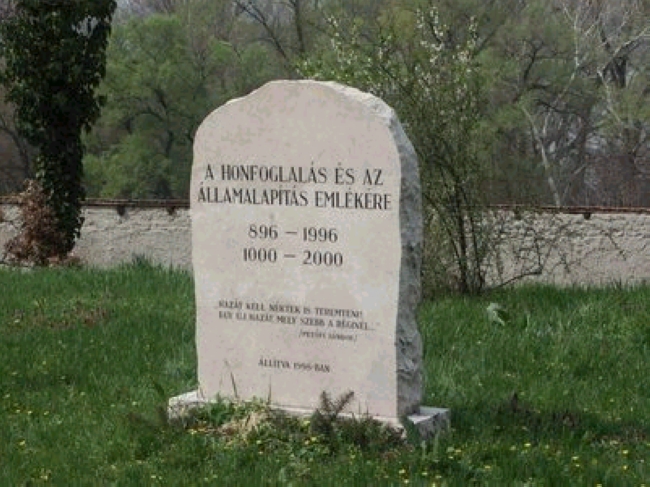 A HONFOGLALÁS ÉS AZ
ÁLLAMALAPÍTÁS EMLÉKÉRE
896 – 1996
1000 – 2000
HAZÁT KELL NÉKTEK IS TEREMTENI!
EGY ÚJ HAZÁT, MELY SZEBB A RÉGINÉL..."
/PETŐFI SÁNDOR/
ÁLLÍTVA 1996-BAN